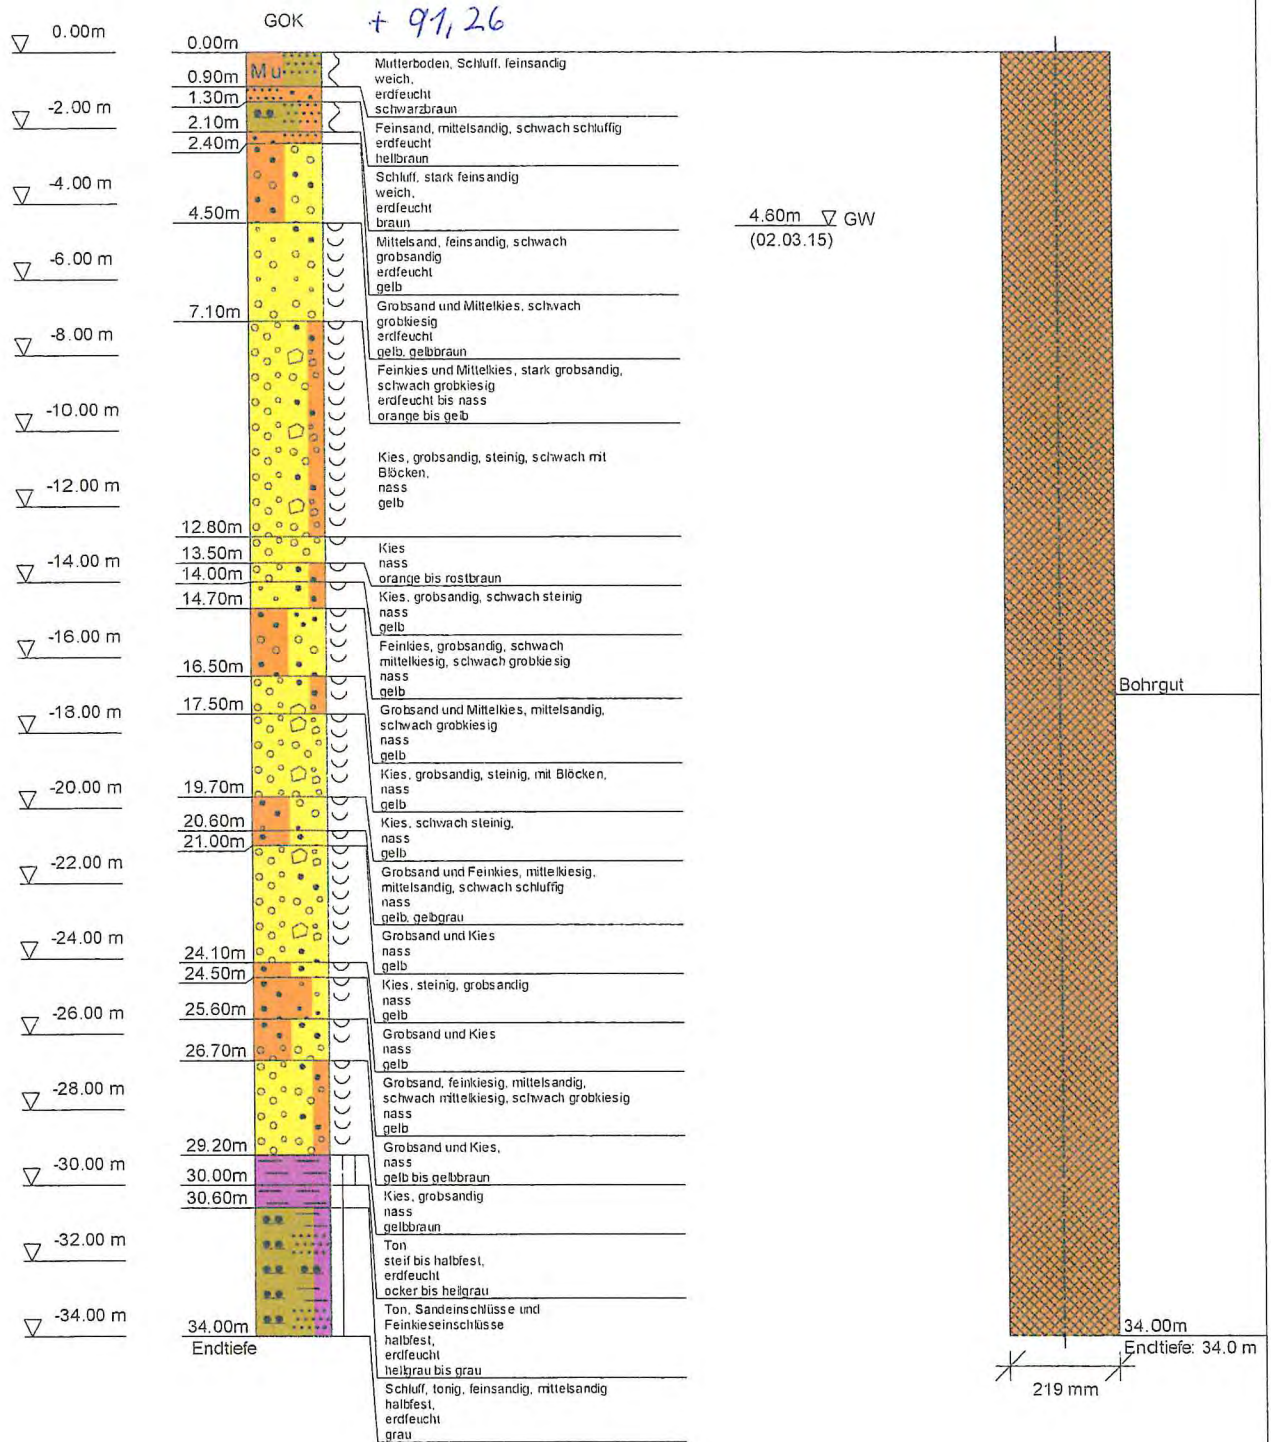 GOK + 91,26
0.00m
-2.00 m
-4.00 m
-6.00 m
-8.00 m
-10.00 m
-12.00 m
-14.00 m
-16.00 m
-18.00 m
-20.00 m
-22.00 m
-24.00 m
-26.00 m
-28.00 m
-30.00 m
-32.00 m
-34.00 m
0.00m
0.90m
1.30m
2.10m
2.40m
4.50m
7.10m
12.80m
13.50m
14.00m
14.70m
16.50m
17.50m
19.70m
20.60m
21.00m
24.10m
24.50m
25.60m
26.70m
29.20m
30.00m
30.60m
34.00m
Endtiefe
Mu
Mutterboden, Schluff, feinsandig
weich,
erdfeucht
schwarzbraun
Feinsand, mittelsandig, schwach schluffig
erdfeucht
hellbraun
Schluff, stark feinsandig
weich,
erdfeucht
braun
Mittelsand, feinsandig, schwach
grobsandig
erdfeucht
gelb
Grobsand und Mittelkies, schwach
grobkiesig
erdfeucht
gelb, gelbbraun
Feinkies und Mittelkies, stark grobsandig,
schwach grobkiesig
erdfeucht bis nass
orange bis gelb
Kies, grobsandig, steinig, schwach mit
Blöcken,
nass
gelb
Kies
nass
orange bis rostbraun
Kies, grobsandig, schwach steinig
nass
gelb
Feinkies, grobsandig, schwach
mittelkiesig, schwach grobkiesig
nass
gelb
Grobsand und Mittelkies, mittelsandig,
schwach grobkiesig
nass
gelb
Kies, grobsandig, steinig, mit Blöcken,
nass
gelb
Kies, schwach steinig,
nass
gelb
Grobsand und Feinkies, mittelkiesig,
mittelsandig, schwach schluffig
nass
gelb, gelbgrau
Grobsand und Kies
nass
gelb
Kies, steinig, grobsandig
nass
gelb
Grobsand und Kies
nass
gelb
Grobsand, feinkiesig, mittelsandig,
schwach mittelkiesig, schwach grobkiesig
nass
gelb
Grobsand und Kies,
nass
gelb bis gelbbraun
Kies, grobsandig
nass
gelbbraun
Ton
steif bis halbfest,
erdfeucht
ocker bis hellgrau
Ton, Sandeinschlüsse und
Feinkieseinschlüsse
halbfest,
erdfeucht
hellgrau bis grau
Schluff, tonig, feinsandig, mittelsandig
halbfest,
erdfeucht
grau
4.60m GW
(02.03.15)
Bohrgut
34.00m
Endtiefe: 34.0 m
219 mm